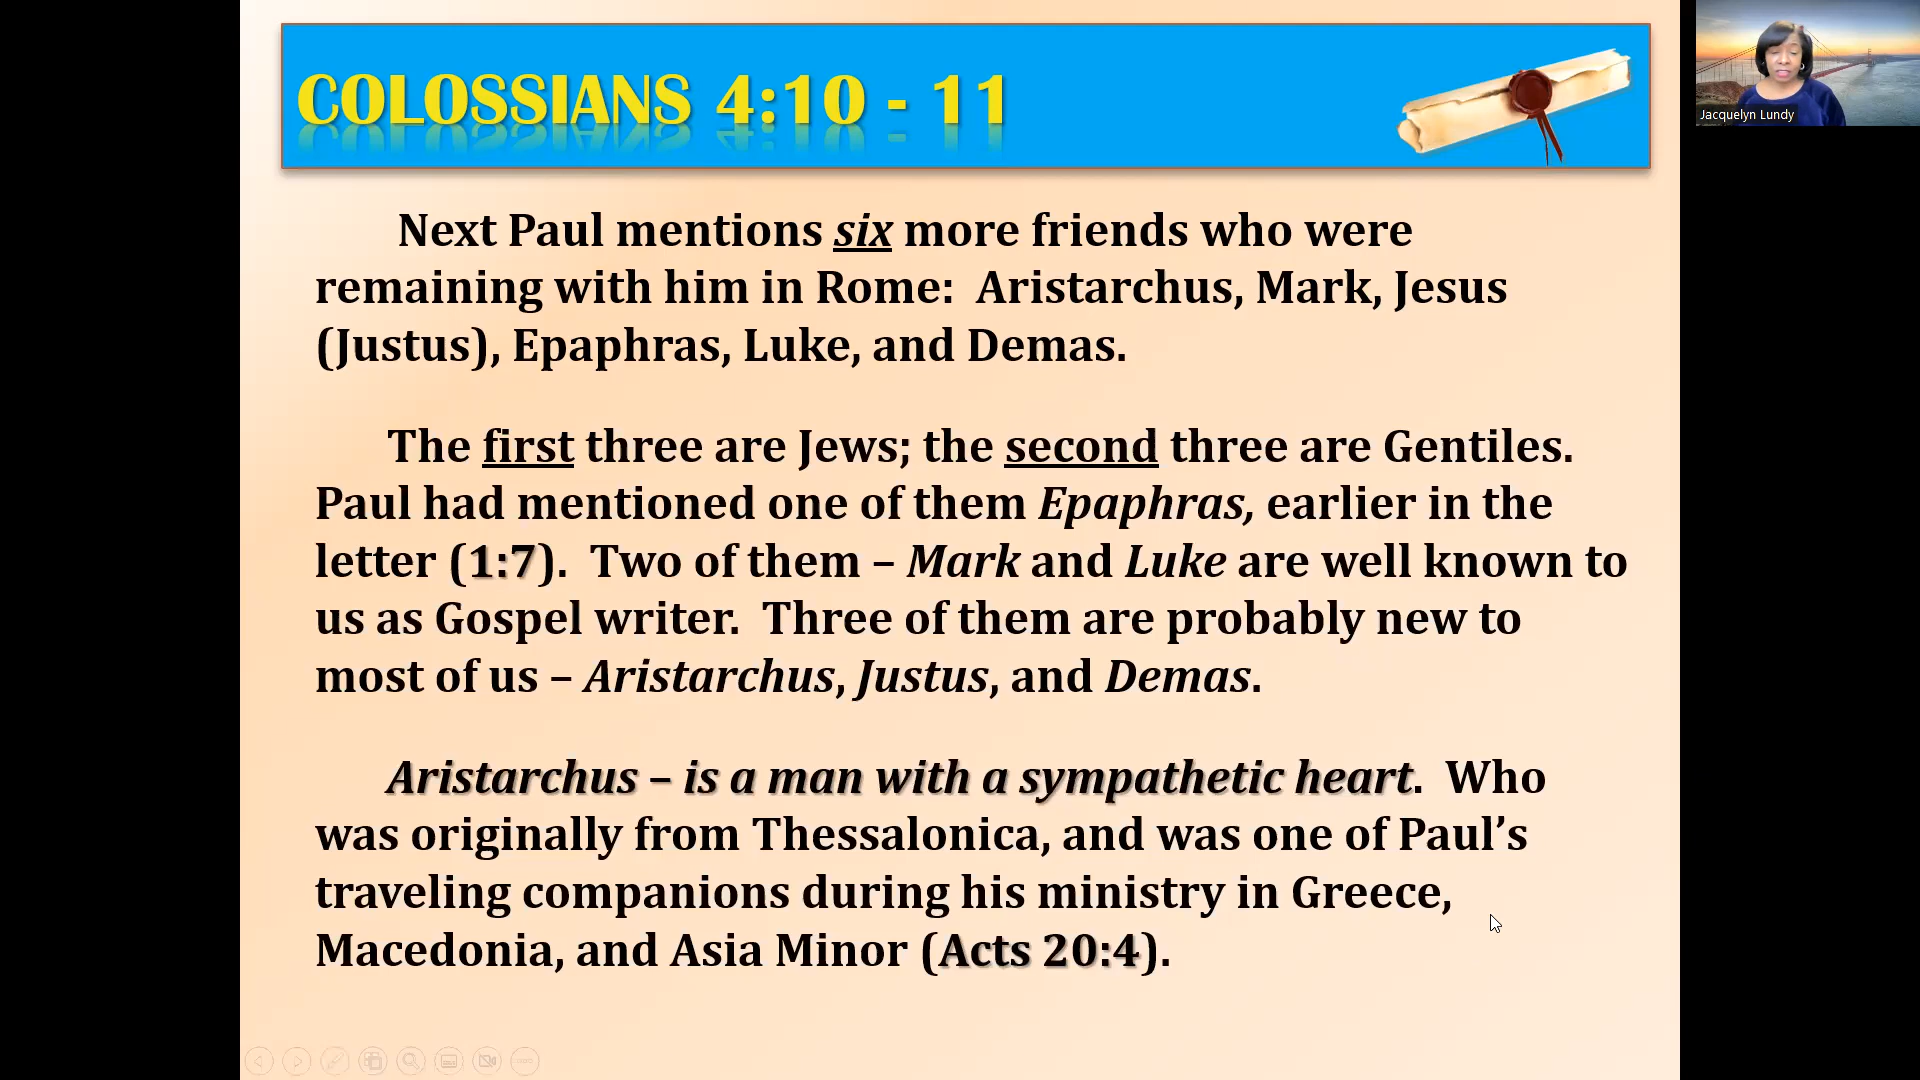 COLOSSIANS 4:10 - 11
Jacquelyn Lundy
Next Paul mentions six more friends who were
remaining with him in Rome:  Aristarchus, Mark, Jesus
(Justus), Epaphras, Luke, and Demas.
The first three are Jews; the second three are Gentiles.
Paul had mentioned one of them Epaphras, earlier in the
letter (1:7).  Two of them – Mark and Luke are well known to
us as Gospel writer.  Three of them are probably new to
most of us – Aristarchus, Justus, and Demas.
Aristarchus – is a man with a sympathetic heart.  Who
was originally from Thessalonica, and was one of Paul’s
traveling companions during his ministry in Greece,
Macedonia, and Asia Minor (Acts 20:4).